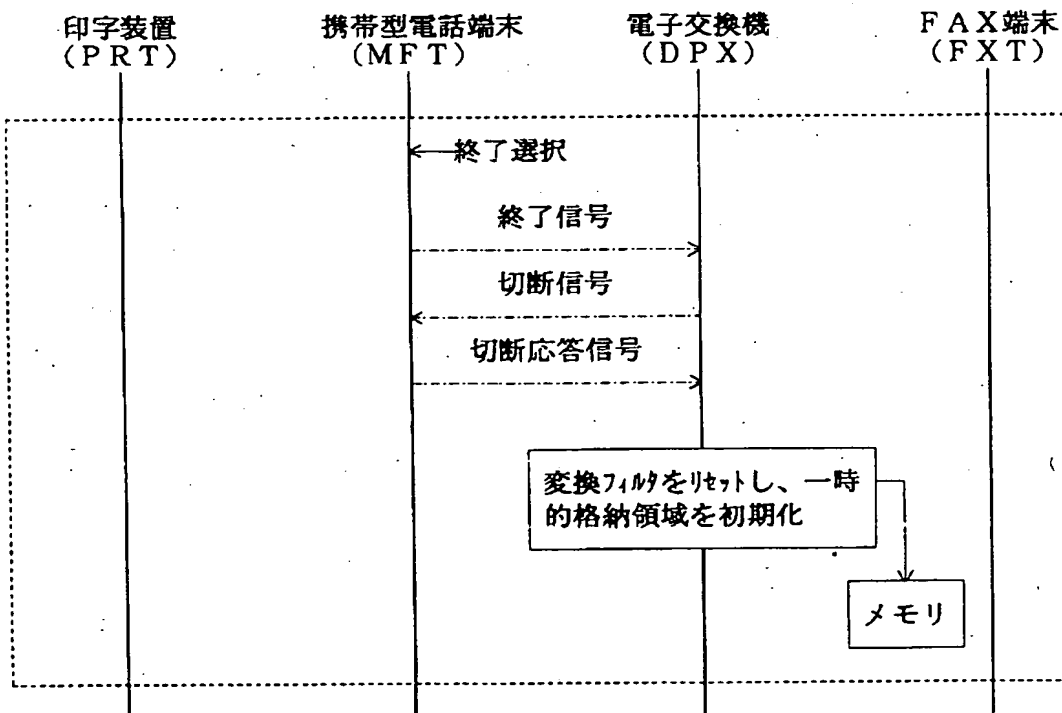 印字装置
(PRT)
携帯型電話端末
(MFT)
電子交換機
(DPX)
FAX端末
(FXT)
終了選択
終了信号
切断信号
切断応答信号
変換フィルタをリセットし、一時
的格納領域を初期化
メモリ